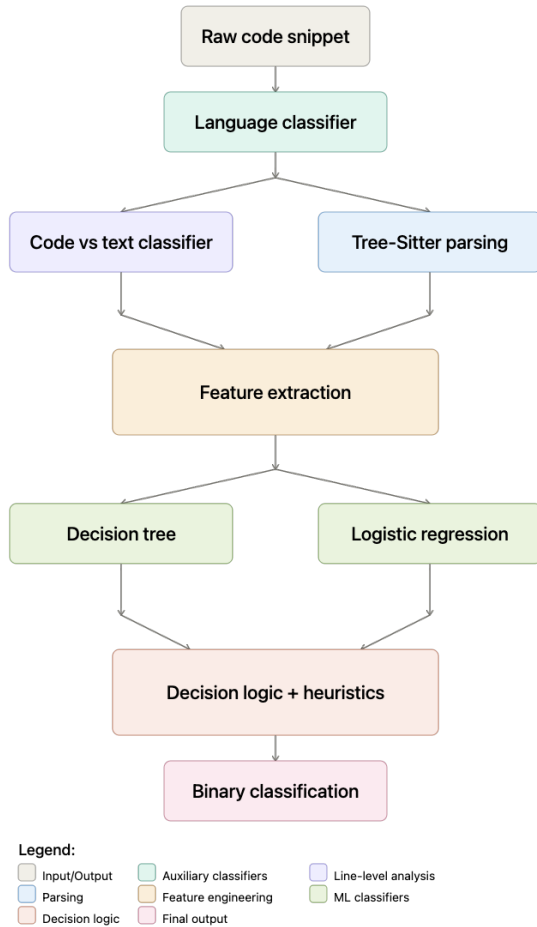 Raw code snippet
Language classifier
Code vs text classifier
Tree-Sitter parsing
Feature extraction
Decision tree
Logistic regression
Decision logic + heuristics
Binary classification
Legend:
Input/Output
Auxiliary classifiers
Line-level analysis
Parsing
Feature engineering
ML classifiers
Decision logic
Final output